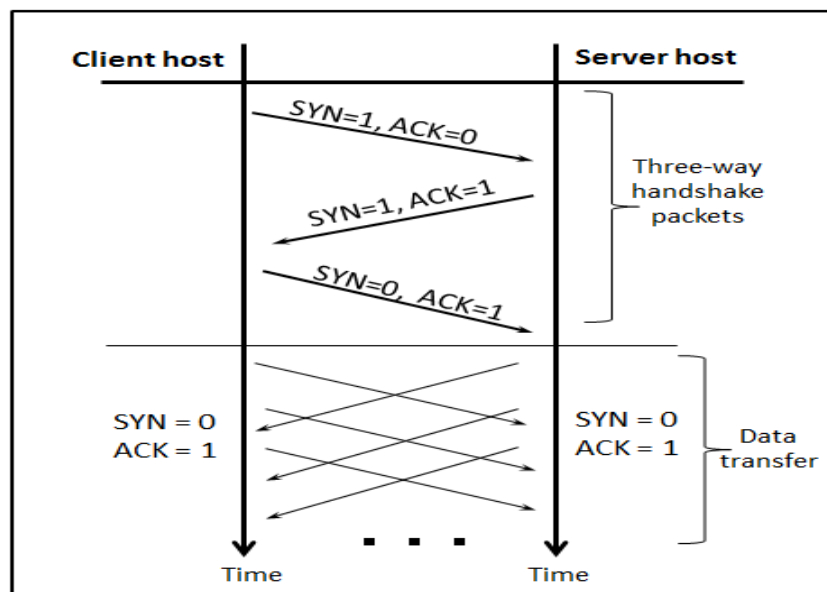 Client host
Server host
SYN=1, ACK=0
SYN=1, ACK=1
SYN=0, ACK=1
Three-way
handshake
packets
SYN = 0
ACK = 1
SYN = 0
ACK = 1
Data
transfer
Time
Time